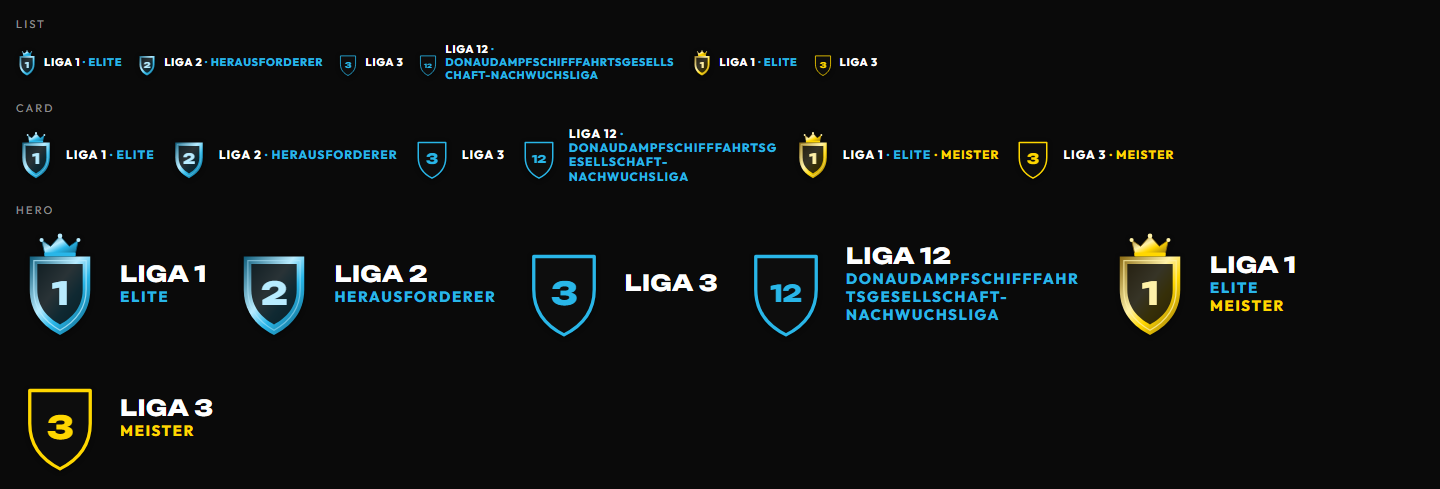 LIST
1 LIGA 1 · ELITE 2 LIGA 2 · HERAUSFORDERER 3 LIGA 3 12 LIGA 12 ·
DONAUDAMPFSCHIFFFAHRTSGESELLS
CHAFT-NACHWUCHSLIGA
1 LIGA 1 · ELITE 3 LIGA 3
CARD
1 LIGA 1 · ELITE 2 LIGA 2 · HERAUSFORDERER 3 LIGA 3 12 LIGA 12 ·
DONAUDAMPFSCHIFFFAHRTSG
ESELLSCHAFT-
NACHWUCHSLIGA
1 LIGA 1 · ELITE · MEISTER 3 LIGA 3 · MEISTER
HERO
1 LIGA 1
ELITE
2 LIGA 2
HERAUSFORDERER
3 LIGA 3
12 LIGA 12
DONAUDAMPFSCHIFFFAHR
TSGESELLSCHAFT-
NACHWUCHSLIGA
1 LIGA 1
ELITE
MEISTER
3 LIGA 3
MEISTER